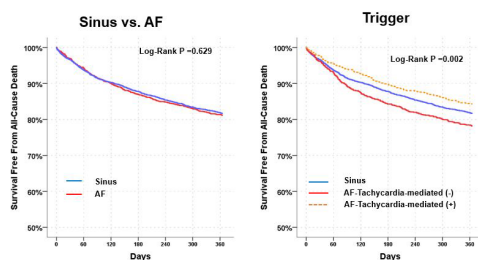 Sinus vs. AF
Log-Rank P =0.629
Survival Free From All-Cause Death
100%
90%
80%
70%
60%
50%
Sinus
AF
0 60 120 180 240 300 360
Days
Trigger
Log-Rank P =0.002
Survival Free From All-Cause Death
100%
90%
80%
70%
60%
50%
Sinus
AF-Tachycardia-mediated (-)
AF-Tachycardia-mediated (+)
0 60 120 180 240 300 360
Days